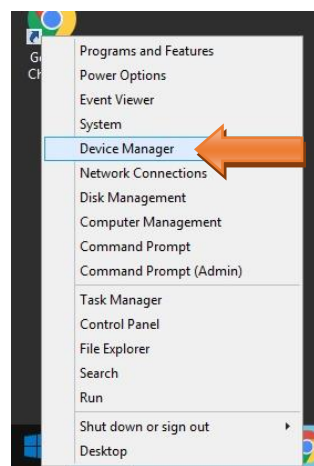 G
Ch
Programs and Features
Power Options
Event Viewer
System
Device Manager
Network Connections
Disk Management
Computer Management
Command Prompt
Command Prompt (Admin)
Task Manager
Control Panel
File Explorer
Search
Run
Shut down or sign out
Desktop